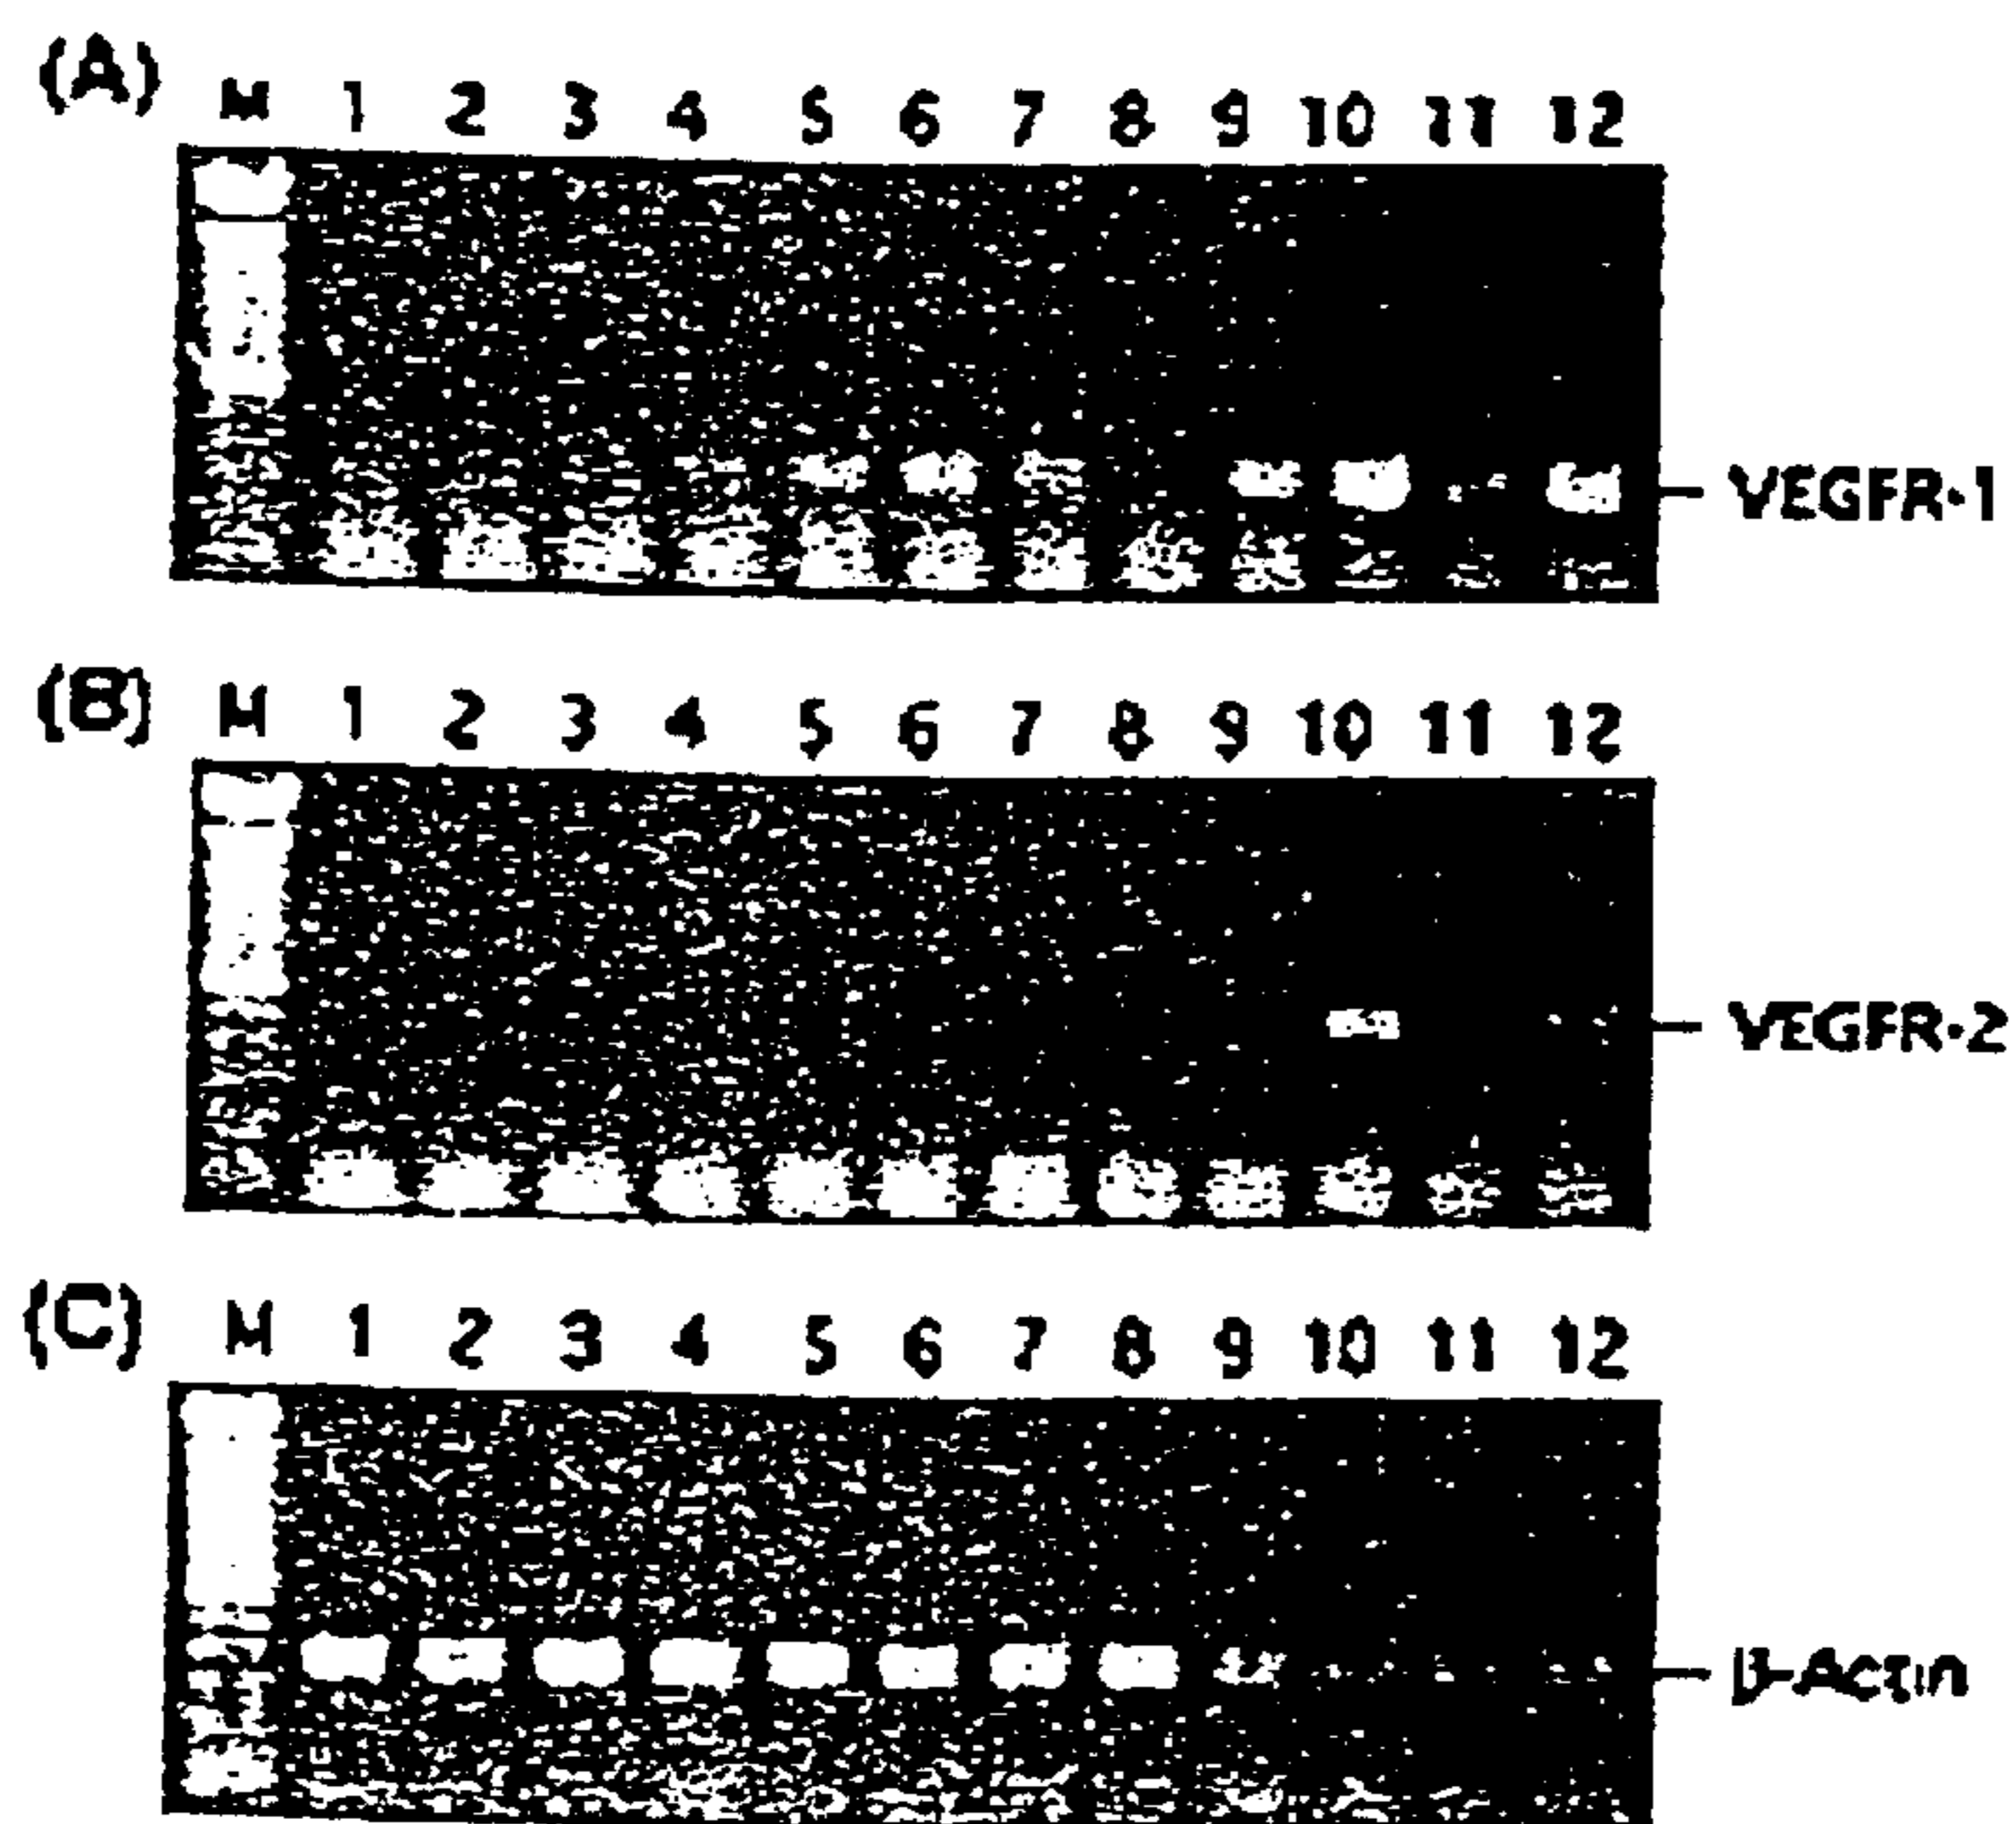 (A) M 1 2 3 4 5 6 7 8 9 10 11 12
VEGFR-1
(B) M 1 2 3 4 5 6 7 8 9 10 11 12
VEGFR-2
(C) M 1 2 3 4 5 6 7 8 9 10 11 12
β-Actin